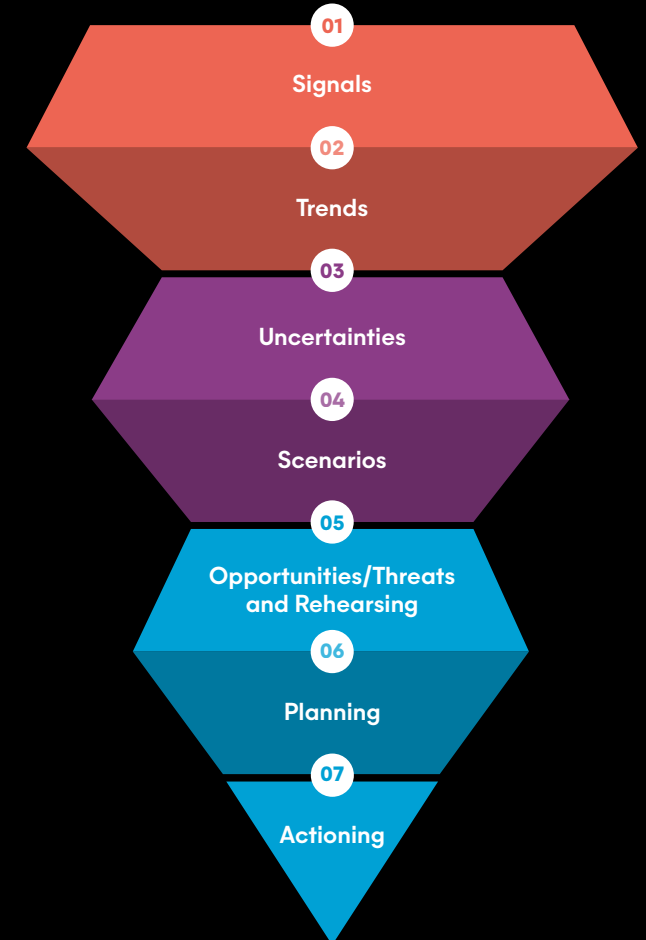 01
Signals
02
Trends
03
Uncertainties
04
Scenarios
05
Opportunities/Threats
and Rehearsing
06
Planning
07
Actioning